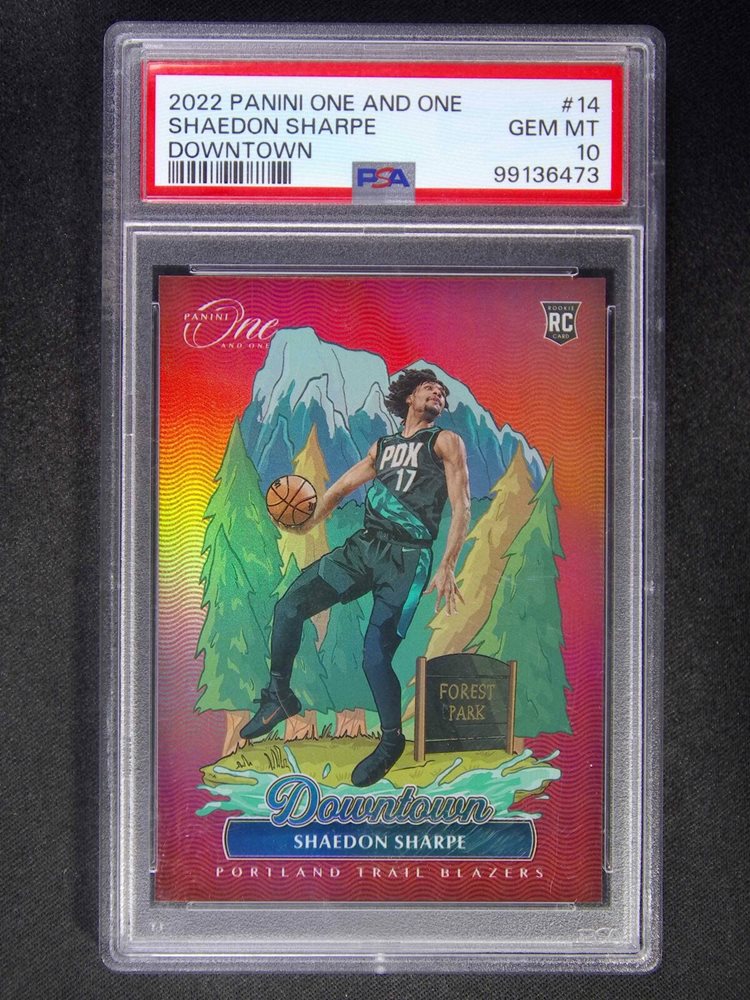 2022 PANINI ONE AND ONE #14
SHAEDON SHARPE GEM MT
DOWNTOWN 10
PSA 99136473
PANINI One
AND ONE
ROOKIE
RC
CARD
PDX
17
FOREST
PARK
Downtown
SHAEDON SHARPE
PORTLAND TRAIL BLAZERS
PSA